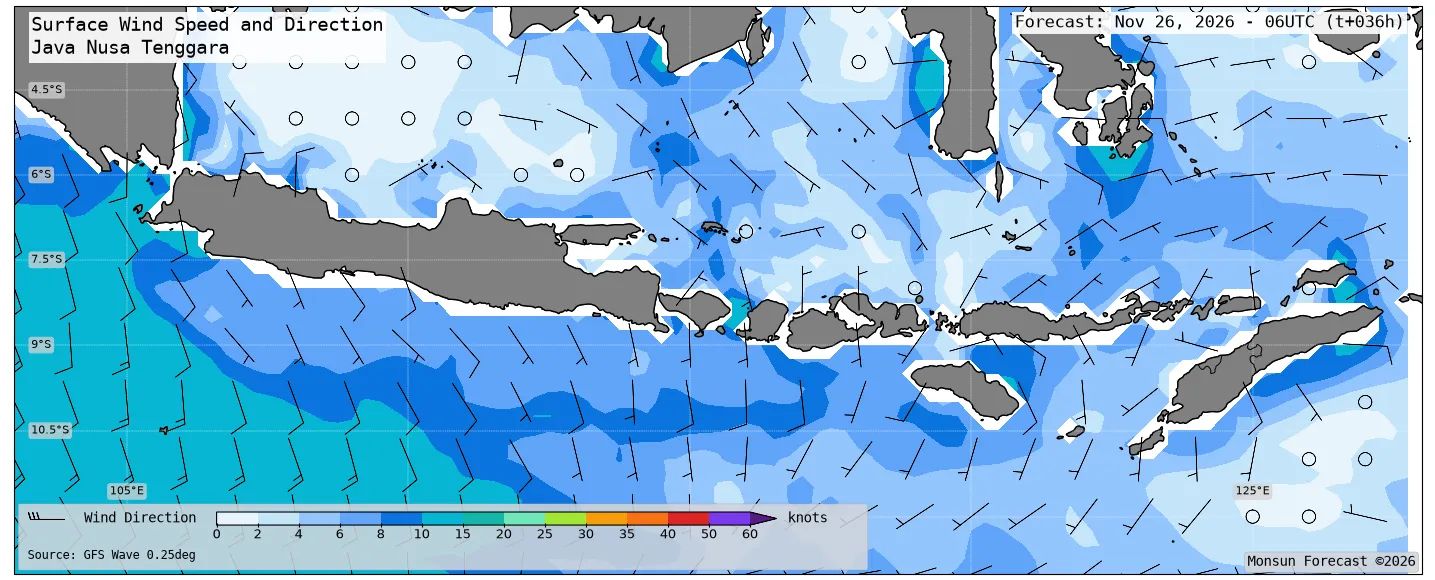 Surface Wind Speed and Direction
Java Nusa Tenggara
Forecast: Nov 26, 2026 - 06UTC (t+036h)
4.5°S
6°S
7.5°S
9°S
10.5°S
105°E
125°E
Wind Direction
knots
0 2 4 6 8 10 15 20 25 35 40 50 60
Source: GFS Wave 0.25deg
Monsun Forecast ©2026